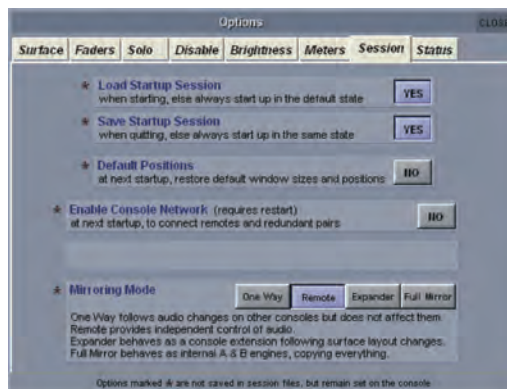 Options
CLOSE
Surface Faders Solo Disable Brightness Meters Session Status
* Load Startup Session
when starting, else always start up in the default state
YES
* Save Startup Session
when quitting, else always start up in the same state
YES
* Default Positions
at next startup, restore default window sizes and positions
NO
* Enable Console Network (requires restart)
at next startup, to connect remotes and redundant pairs
NO
* Mirroring Mode
One Way Remote Expander Full Mirror
One Way follows audio changes on other consoles but does not affect them.
Remote provides independent control of audio.
Expander behaves as a console extension following surface layout changes.
Full Mirror behaves as internal A & B engines, copying everything.
Options marked * are not saved in session files, but remain set on the console